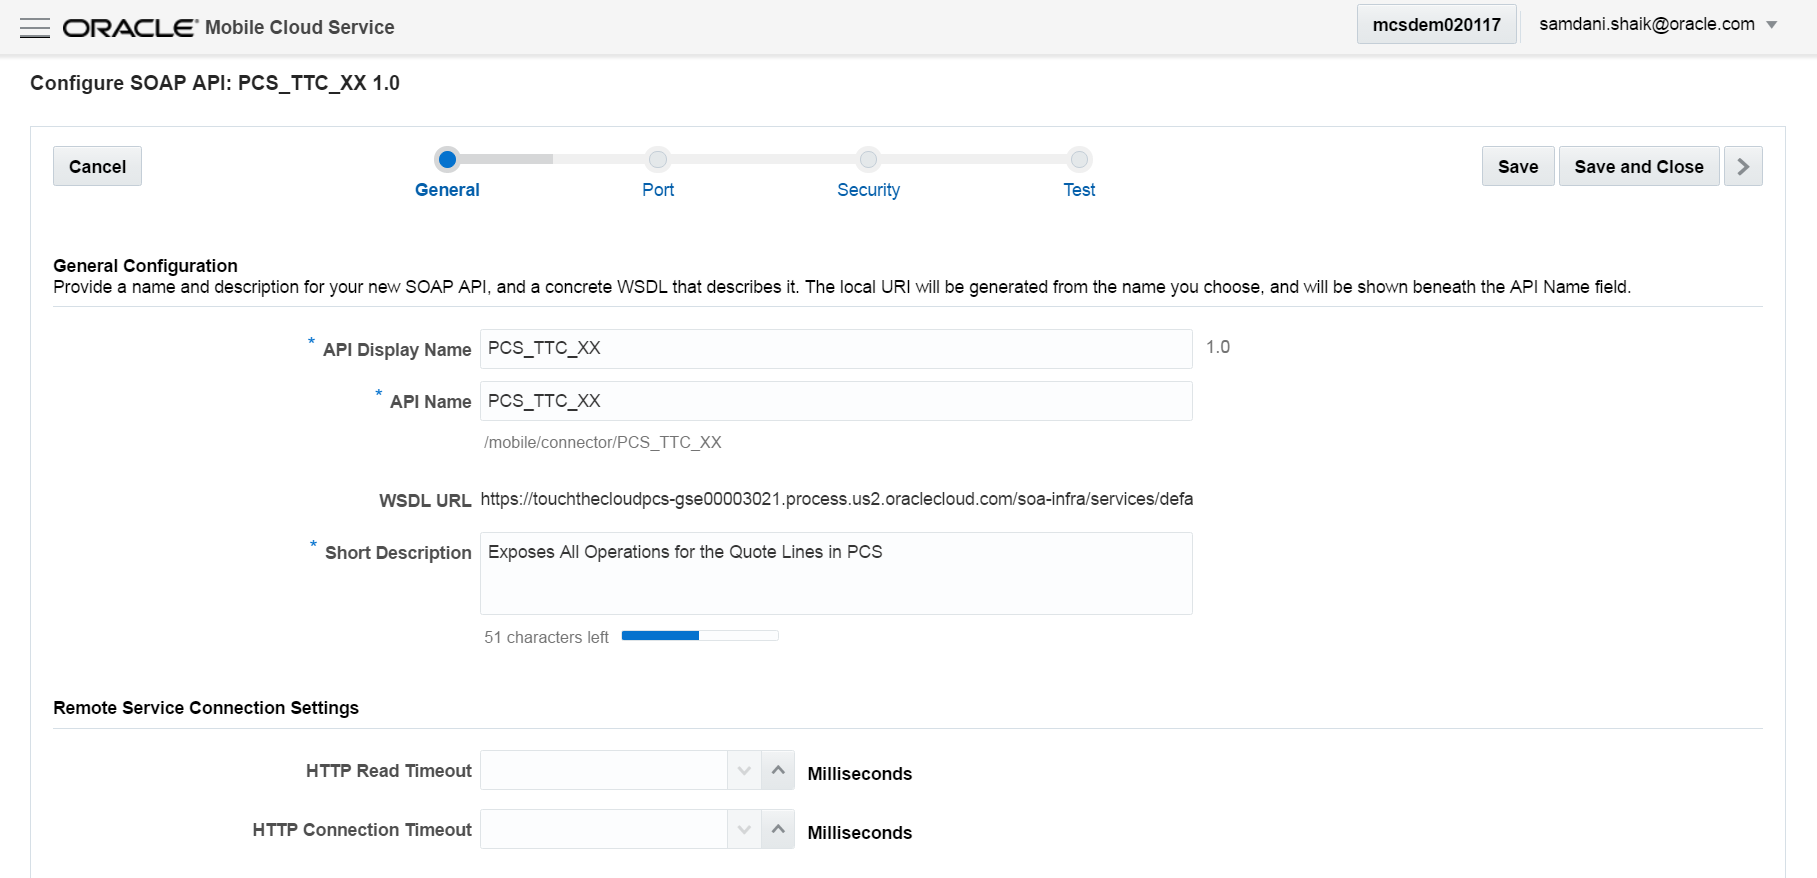 ORACLE® Mobile Cloud Service
mcsdem020117
samdani.shaik@oracle.com
Configure SOAP API: PCS_TTC_XX 1.0
Cancel
General
Port
Security
Test
Save
Save and Close
General Configuration
Provide a name and description for your new SOAP API, and a concrete WSDL that describes it. The local URI will be generated from the name you choose, and will be shown beneath the API Name field.
* API Display Name PCS_TTC_XX 1.0
* API Name PCS_TTC_XX
/mobile/connector/PCS_TTC_XX
WSDL URL https://touchthecloudpcs-gse00003021.process.us2.oraclecloud.com/soa-infra/services/defa
* Short Description Exposes All Operations for the Quote Lines in PCS
51 characters left
Remote Service Connection Settings
HTTP Read Timeout Milliseconds
HTTP Connection Timeout Milliseconds